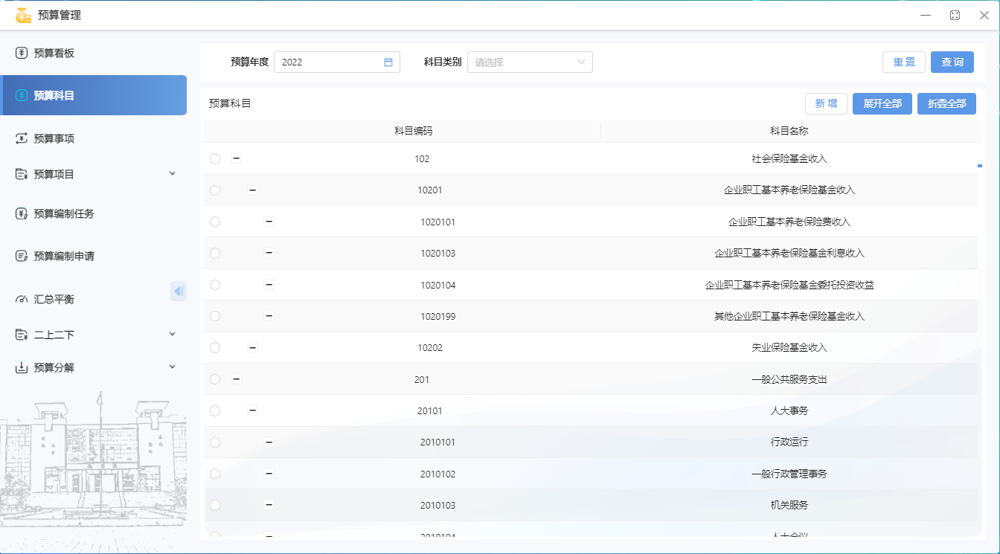 预算管理
预算看板
预算科目
预算事项
预算项目
预算编制任务
预算编制申请
汇总平衡
二上二下
预算分解
预算年度 2022 科目类别 请选择 重置 查询
预算科目 新增 展开全部 折叠全部
科目编码 科目名称
102 社会保险基金收入
10201 企业职工基本养老保险基金收入
1020101 企业职工基本养老保险费收入
1020103 企业职工基本养老保险基金利息收入
1020104 企业职工基本养老保险基金委托投资收益
1020199 其他企业职工基本养老保险基金收入
10202 失业保险基金收入
201 一般公共服务支出
20101 人大事务
2010101 行政运行
2010102 一般行政管理事务
2010103 机关服务
2010104 人大会议